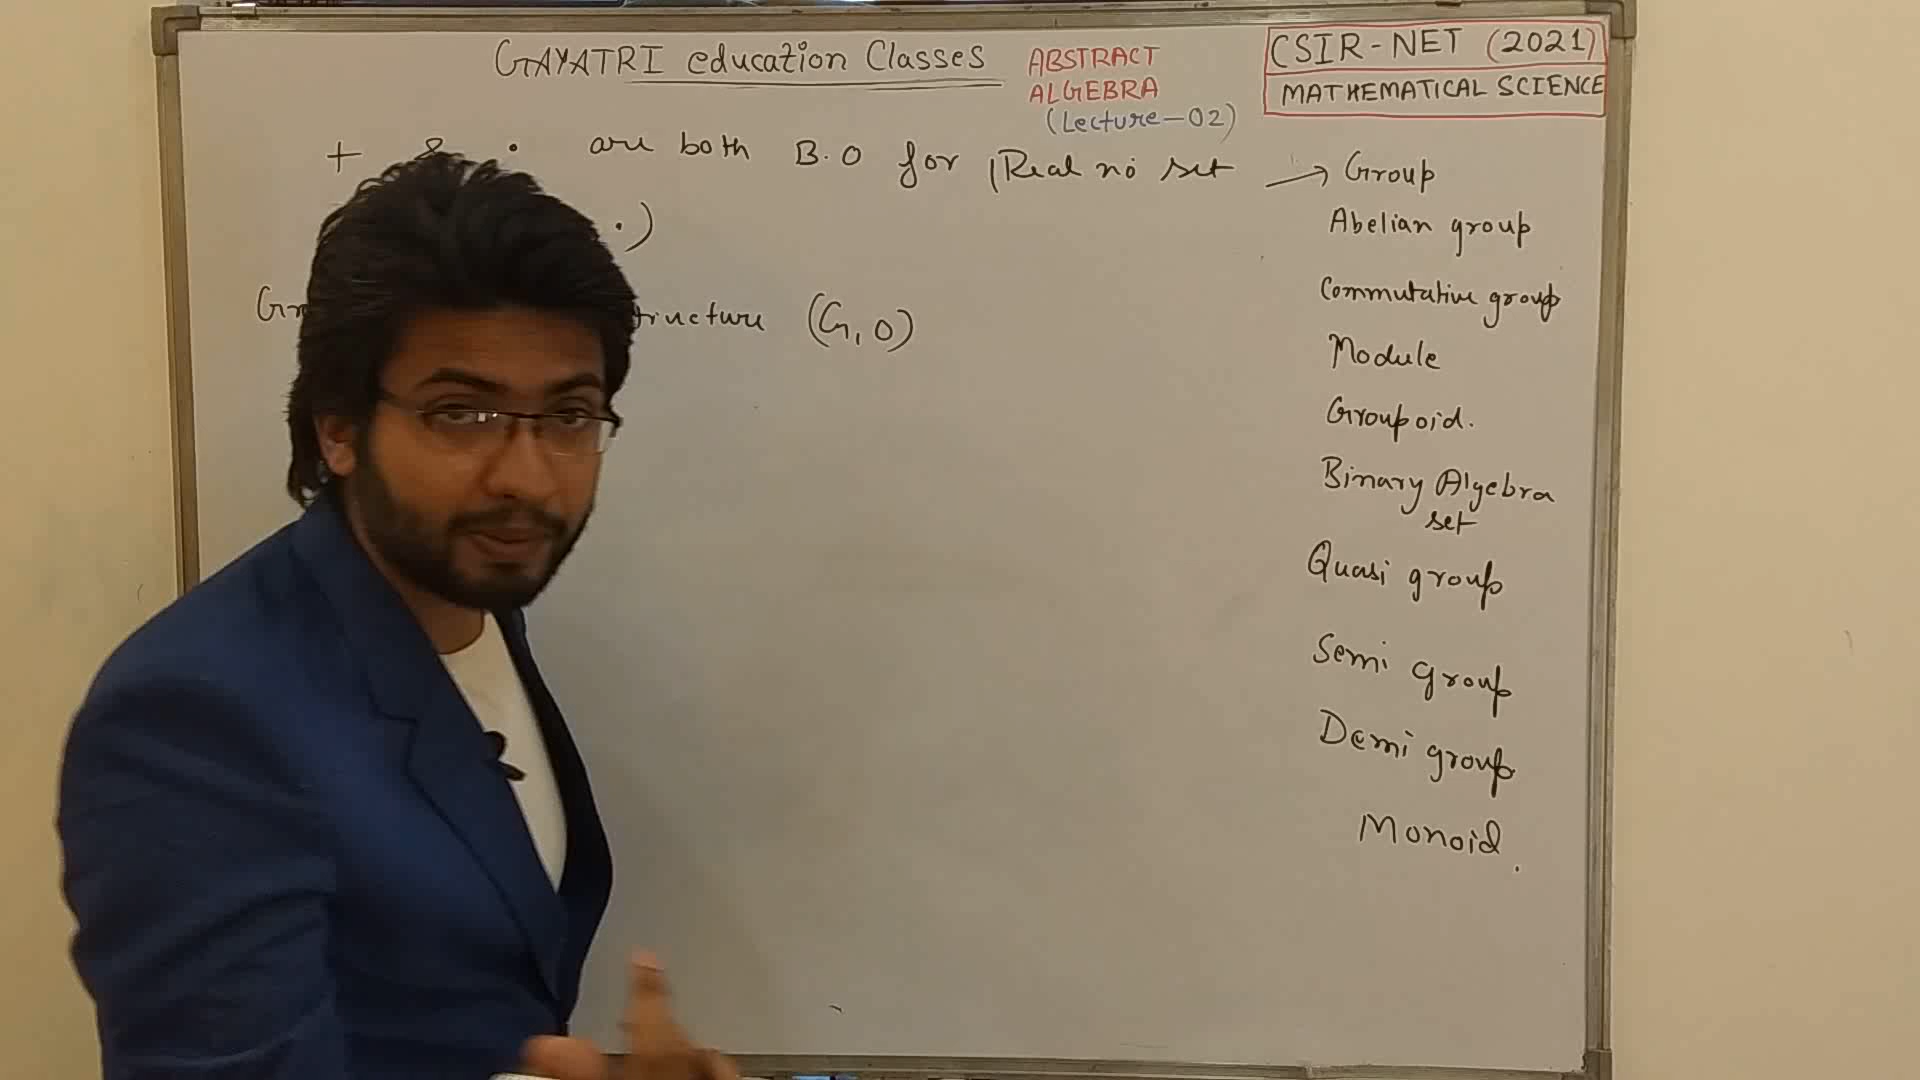 GAYATRI education Classes
ABSTRACT
ALGEBRA
(Lecture-02)
CSIR-NET (2021)
MATHEMATICAL SCIENCE
+ & . are both B.O for Real no set → Group
.)
Abelian group
(G, O)
Commutative group
Module
Groupoid.
Binary Algebra
set
Quasi group
Semi group
Demi group
Monoid.